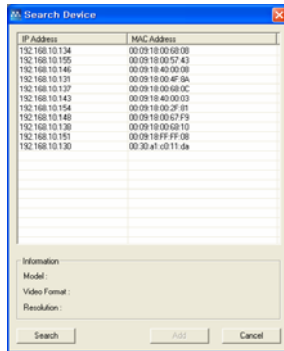 Search Device
IP Address MAC Address
192.168.10.134 00:09:18:00:68:08
192.168.10.155 00:09:18:00:57:43
192.168.10.146 00:09:18:40:00:08
192.168.10.131 00:09:18:00:4F:8A
192.168.10.137 00:09:18:00:68:0C
192.168.10.143 00:09:18:40:00:03
192.168.10.154 00:09:18:00:2F:81
192.168.10.148 00:09:18:00:67:F9
192.168.10.138 00:09:18:00:68:10
192.168.10.151 00:09:18:FF:FF:08
192.168.10.130 00:30:a1:c0:11:da
Information
Model :
Video Format :
Resolution :
Search Add Cancel